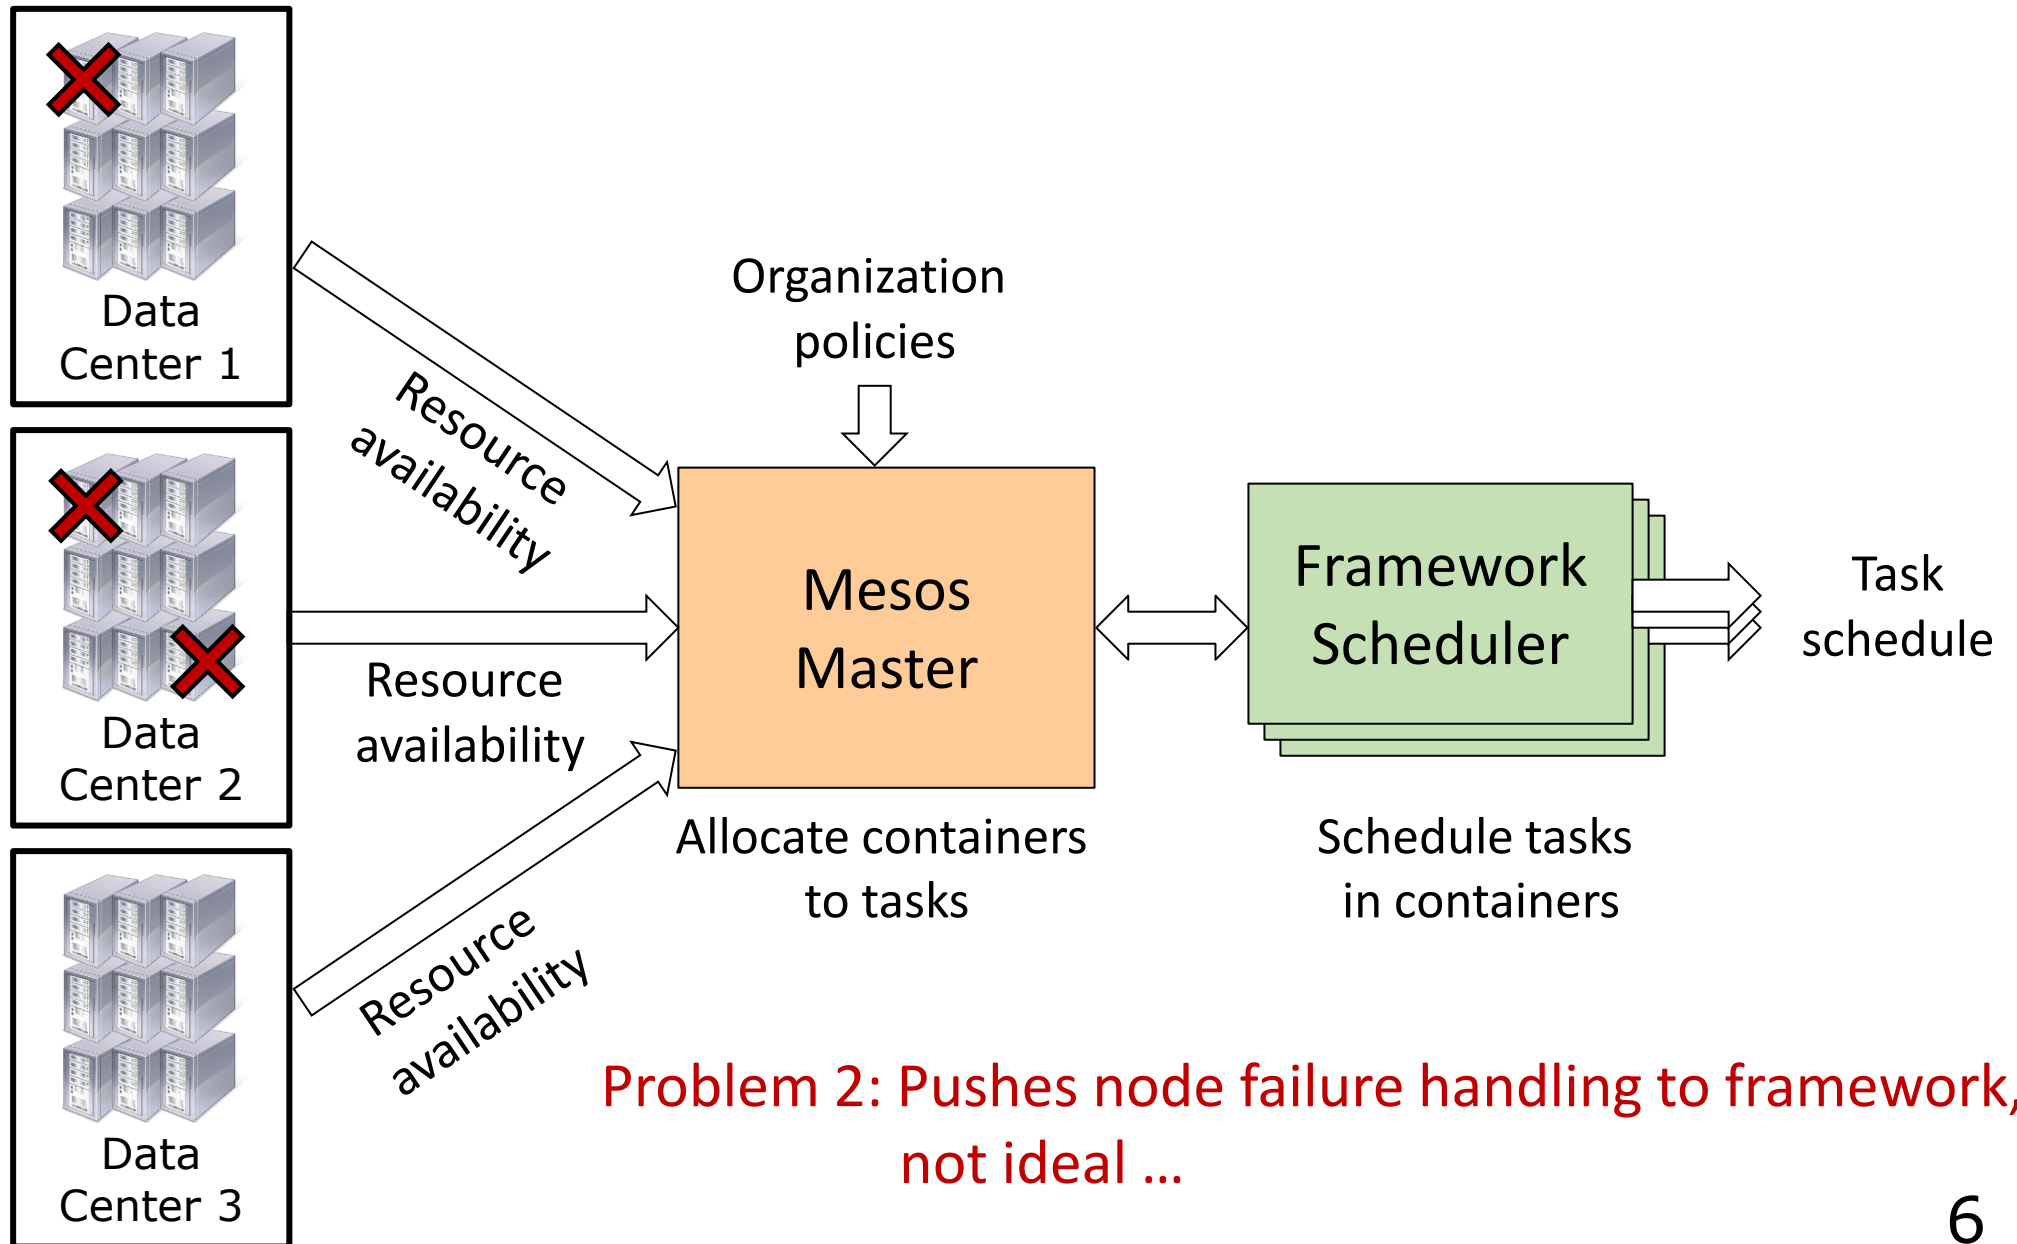 Data
Center 1
Resource
availability
Organization
policies
Data
Center 2
Resource
availability
Mesos
Master
Framework
Scheduler
Task
schedule
Allocate containers
to tasks
Schedule tasks
in containers
Data
Center 3
Resource
availability
Problem 2: Pushes node failure handling to framework,
not ideal …
6